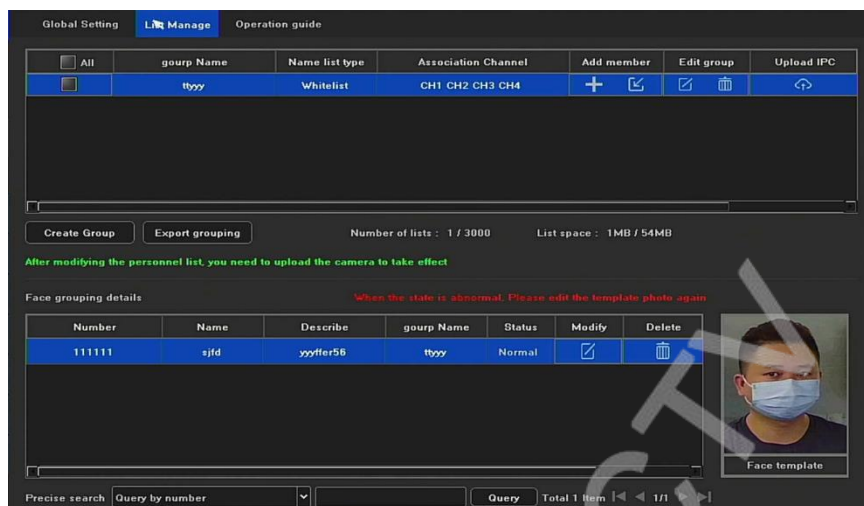 Global Setting List Manage Operation guide
All gourp Name Name list type Association Channel Add member Edit group Upload IPC
ttyyy Whitelist CH1 CH2 CH3 CH4
Create Group Export grouping Number of lists : 1 / 3000 List space : 1MB / 54MB
After modifying the personnel list, you need to upload the camera to take effect
Face grouping details When the state is abnormal, Please edit the template photo again
Number Name Describe gourp Name Status Modify Delete
111111 sjfd yyyffer56 ttyyy Normal
Face template
Precise search Query by number Query Total 1 Item 1/1
CTV